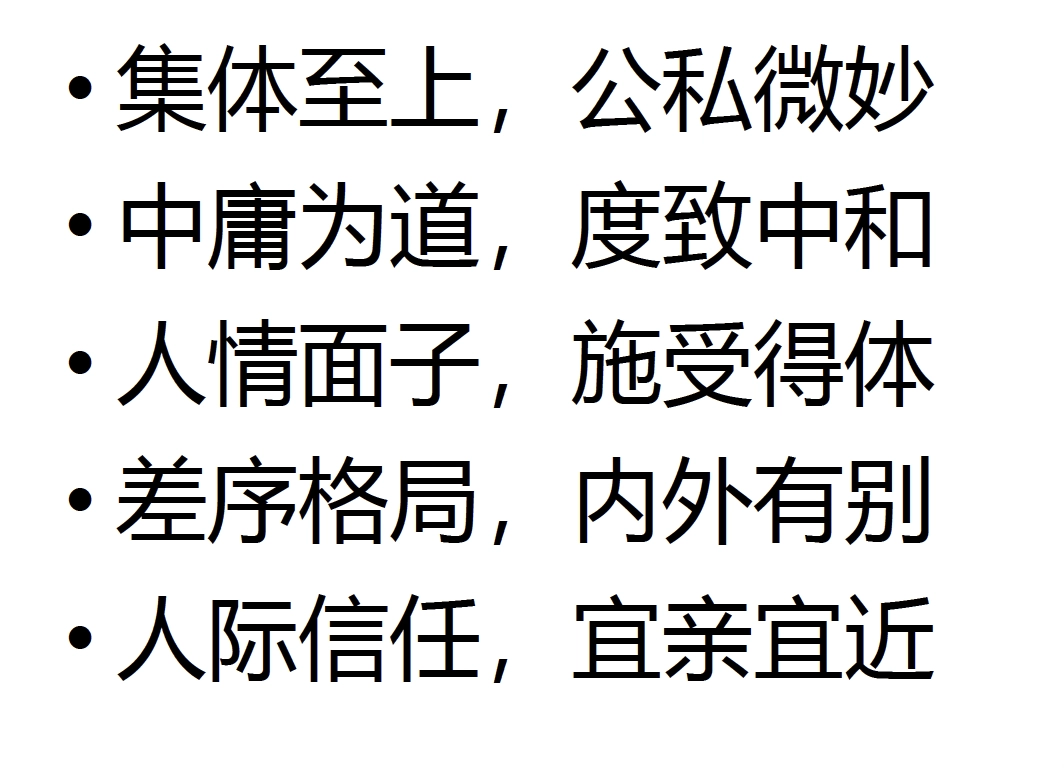 • 集体至上，公私微妙
• 中庸为道，度致中和
• 人情面子，施受得体
• 差序格局，内外有别
• 人际信任，宜亲宜近